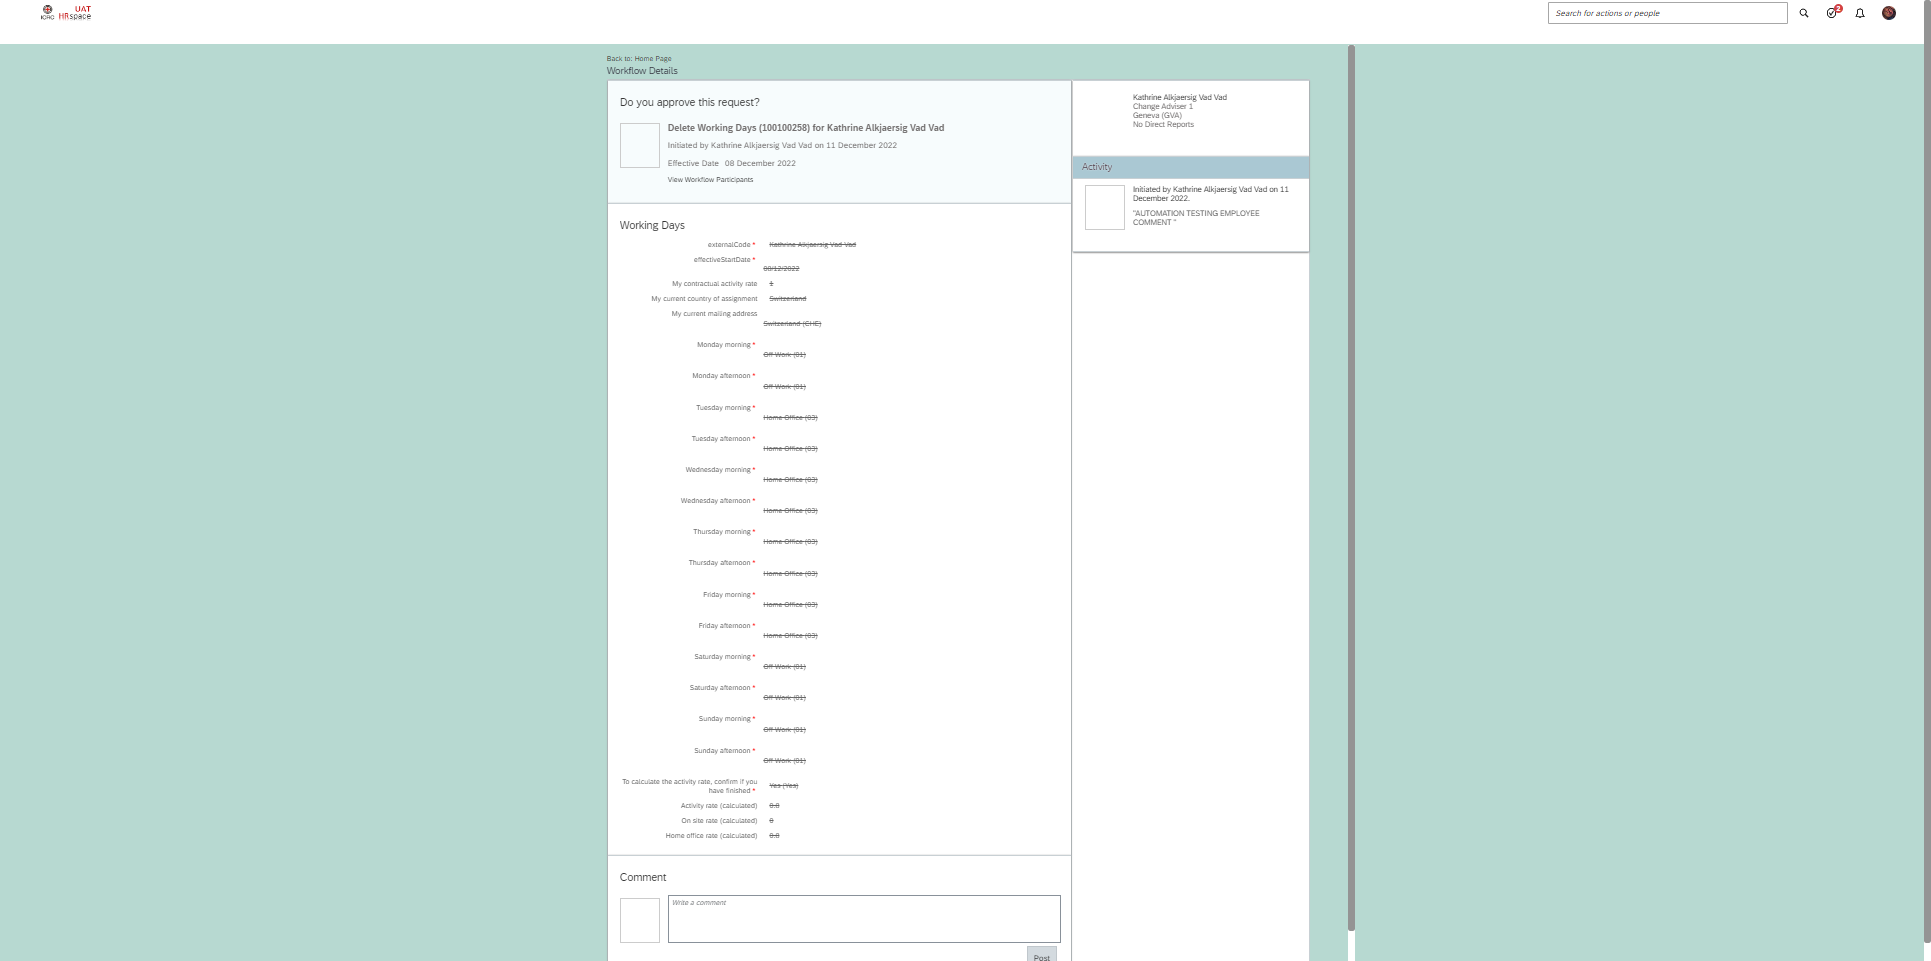 ICRC
UAT
HRspace
Search for actions or people
2
Back to: Home Page
Workflow Details
Do you approve this request?
Delete Working Days (100100258) for Kathrine Alkjaersig Vad Vad
Initiated by Kathrine Alkjaersig Vad Vad on 11 December 2022
Effective Date 08 December 2022
View Workflow Participants
Working Days
externalCode * Kathrine Alkjaersig Vad Vad
effectiveStartDate *
08/12/2022
My contractual activity rate 1
My current country of assignment Switzerland
My current mailing address
Switzerland (CHE)
Monday morning *
Off Work (01)
Monday afternoon *
Off Work (01)
Tuesday morning *
Home Office (03)
Tuesday afternoon *
Home Office (03)
Wednesday morning *
Home Office (03)
Wednesday afternoon *
Home Office (03)
Thursday morning *
Home Office (03)
Thursday afternoon *
Home Office (03)
Friday morning *
Home Office (03)
Friday afternoon *
Home Office (03)
Saturday morning *
Off Work (01)
Saturday afternoon *
Off Work (01)
Sunday morning *
Off Work (01)
Sunday afternoon *
Off Work (01)
To calculate the activity rate, confirm if you
have finished * Yes (Yes)
Activity rate (calculated) 0.8
On site rate (calculated) 0
Home office rate (calculated) 0.8
Comment
Write a comment
Post
Kathrine Alkjaersig Vad Vad
Change Adviser 1
Geneva (GVA)
No Direct Reports
Activity
Initiated by Kathrine Alkjaersig Vad Vad on 11
December 2022.
"AUTOMATION TESTING EMPLOYEE
COMMENT "